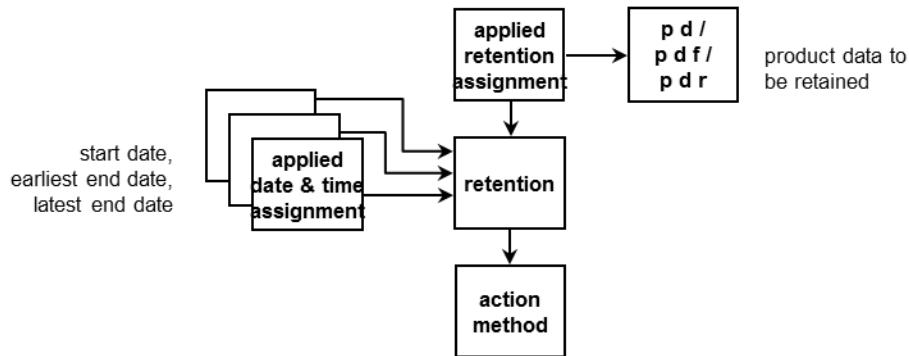 applied
retention
assignment
p d /
p d f /
p d r
product data to
be retained
start date,
earliest end date,
latest end date
applied
date & time
assignment
retention
action
method